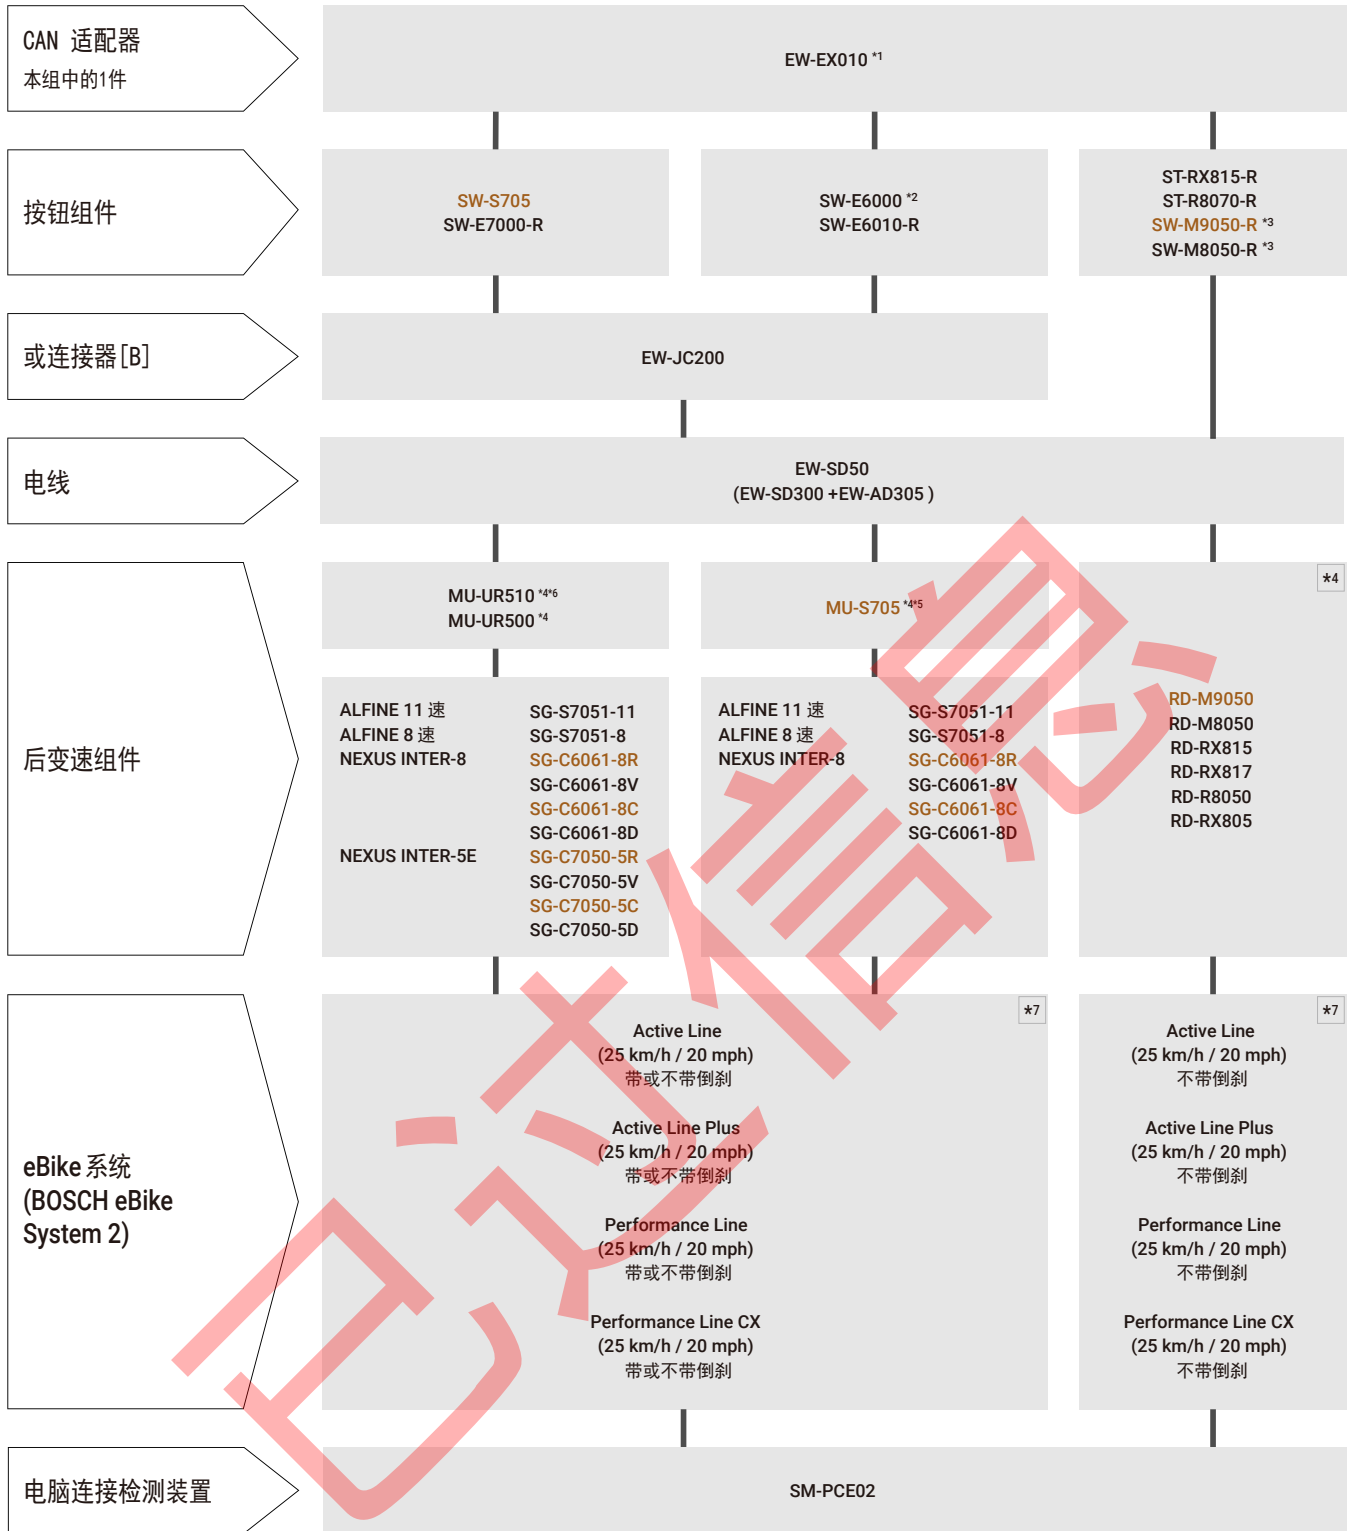 CAN 适配器
本组中的1件
EW-EX010 *1
按钮组件
SW-S705
SW-E7000-R
SW-E6000 *2
SW-E6010-R
ST-RX815-R
ST-R8070-R
SW-M9050-R *3
SW-M8050-R *3
或连接器[B]
EW-JC200
电线
EW-SD50
(EW-SD300 +EW-AD305 )
后变速组件
MU-UR510 *4*6
MU-UR500 *4
ALFINE 11 速 SG-S7051-11
ALFINE 8 速 SG-S7051-8
NEXUS INTER-8 SG-C6061-8R
SG-C6061-8V
SG-C6061-8C
SG-C6061-8D
NEXUS INTER-5E SG-C7050-5R
SG-C7050-5V
SG-C7050-5C
SG-C7050-5D
MU-S705 *4*5
ALFINE 11 速 SG-S7051-11
ALFINE 8 速 SG-S7051-8
NEXUS INTER-8 SG-C6061-8R
SG-C6061-8V
SG-C6061-8C
SG-C6061-8D
*4
RD-M9050
RD-M8050
RD-RX815
RD-RX817
RD-R8050
RD-RX805
eBike 系统
(BOSCH eBike
System 2)
*7
Active Line
(25 km/h / 20 mph)
带或不带倒刹
Active Line Plus
(25 km/h / 20 mph)
带或不带倒刹
Performance Line
(25 km/h / 20 mph)
带或不带倒刹
Performance Line CX
(25 km/h / 20 mph)
带或不带倒刹
*7
Active Line
(25 km/h / 20 mph)
不带倒刹
Active Line Plus
(25 km/h / 20 mph)
不带倒刹
Performance Line
(25 km/h / 20 mph)
不带倒刹
Performance Line CX
(25 km/h / 20 mph)
不带倒刹
电脑连接检测装置
SM-PCE02
已过信息